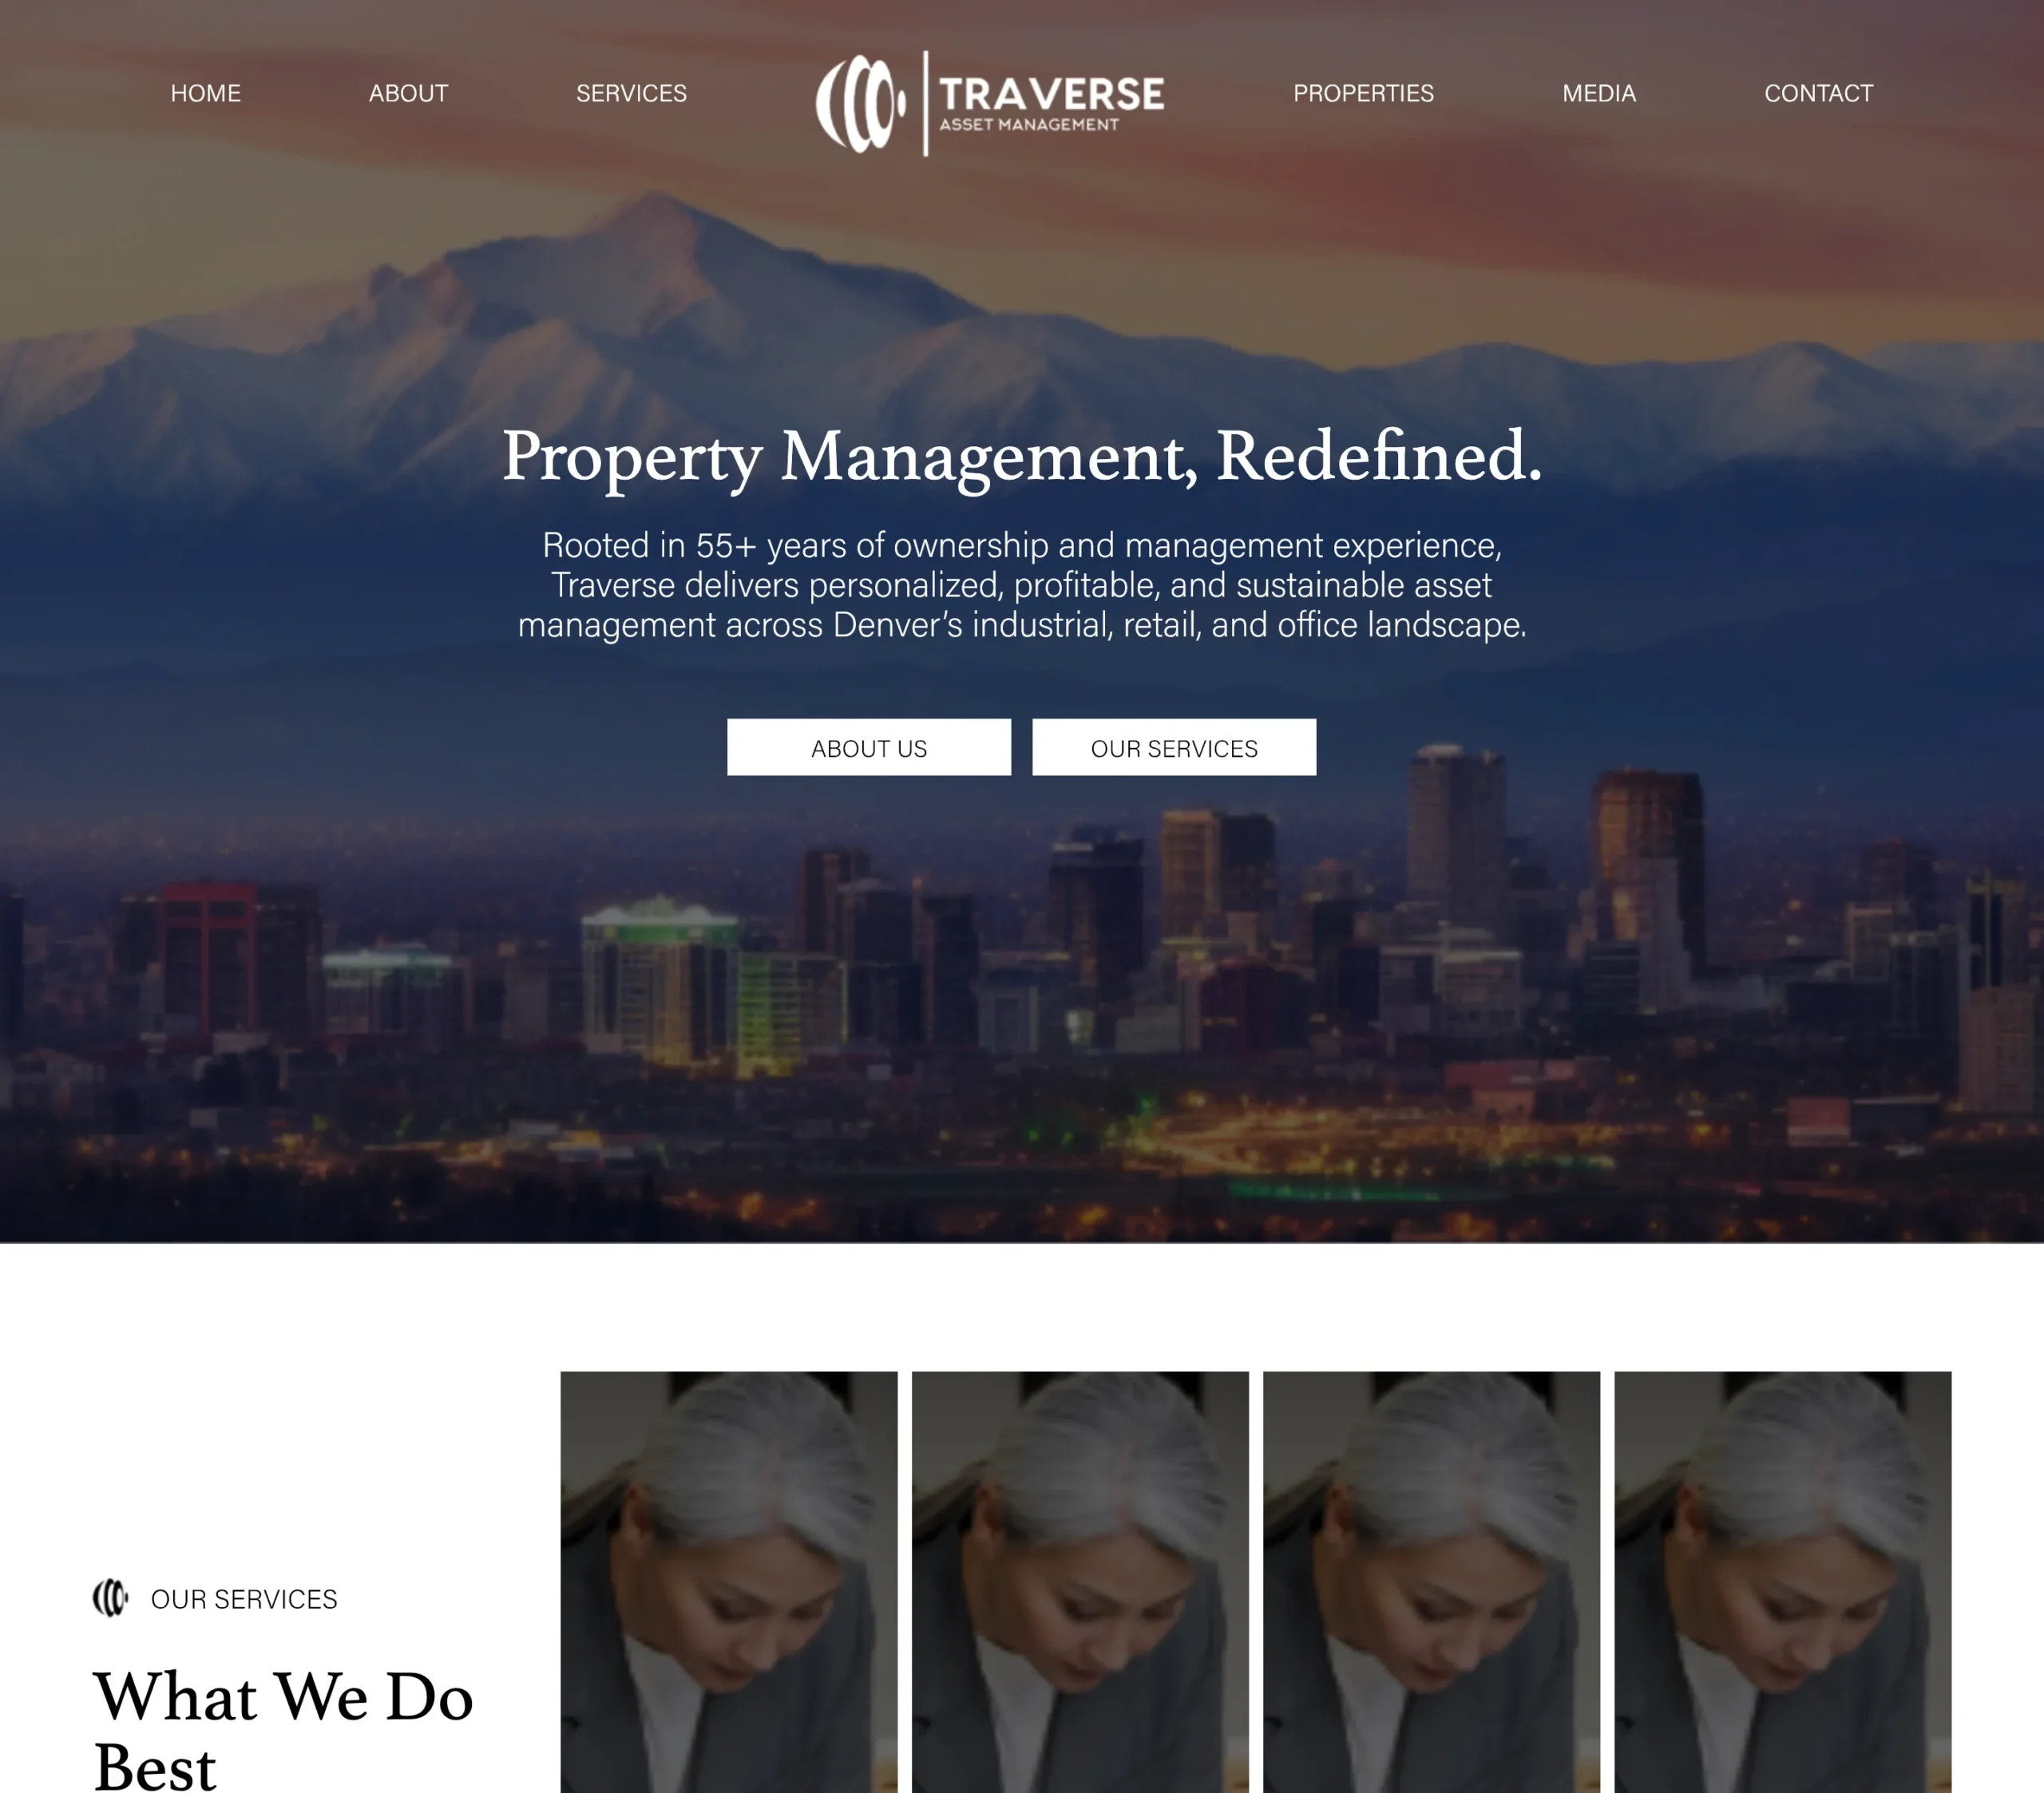 HOME
ABOUT
SERVICES
TRAVERSE
ASSET MANAGEMENT
PROPERTIES
MEDIA
CONTACT
Property Management, Redefined.
Rooted in 55+ years of ownership and management experience,
Traverse delivers personalized, profitable, and sustainable asset
management across Denver’s industrial, retail, and office landscape.
ABOUT US
OUR SERVICES
OUR SERVICES
What We Do
Best